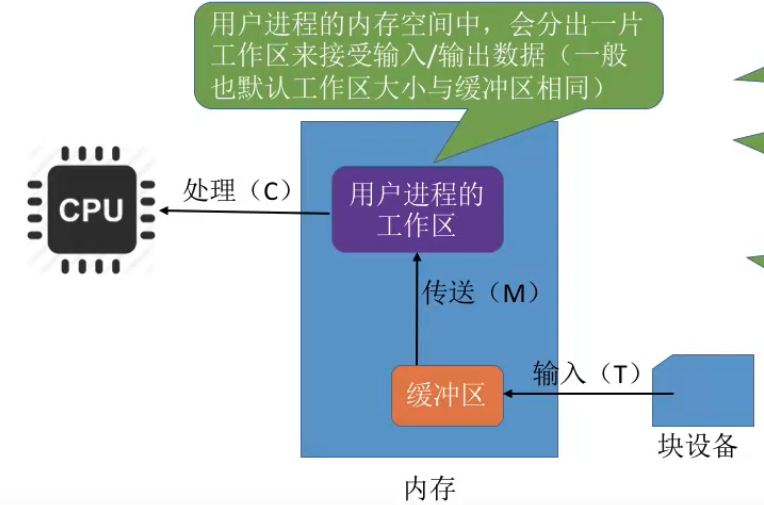 用户进程的内存空间中，会分出一片
工作区来接受输入/输出数据（一般
也默认工作区大小与缓冲区相同）
CPU
处理（C）
用户进程的
工作区
传送（M）
缓冲区
输入（T）
块设备
内存